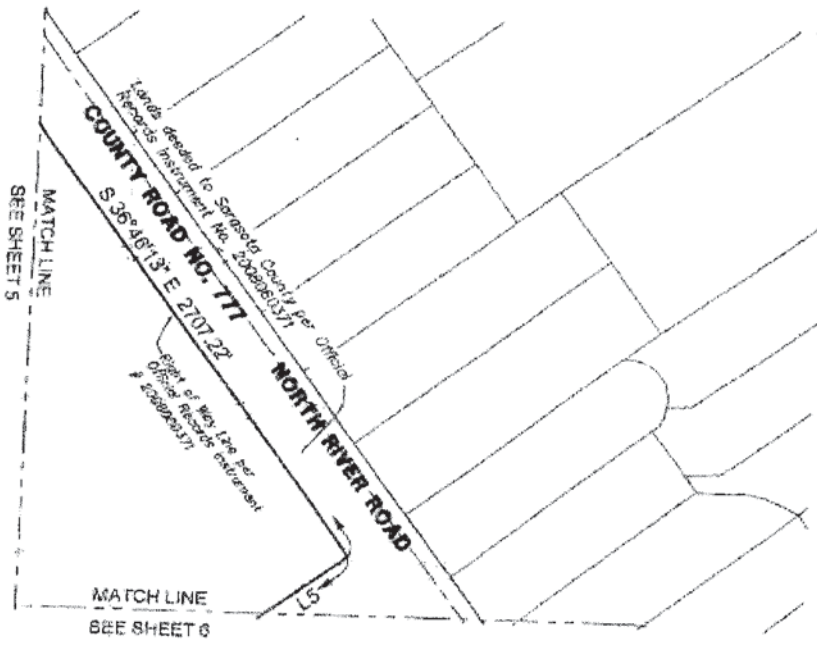 Lands deeded to Sarasota County per Official
Records Instrument No. 2008060371
COUNTY ROAD NO. 777
NORTH RIVER ROAD
S 36°46'13" E 2707.22'
Right of Way Line per
Official Records Instrument
# 2008060371
MATCH LINE
SEE SHEET 5
L5
MATCH LINE
SEE SHEET 6